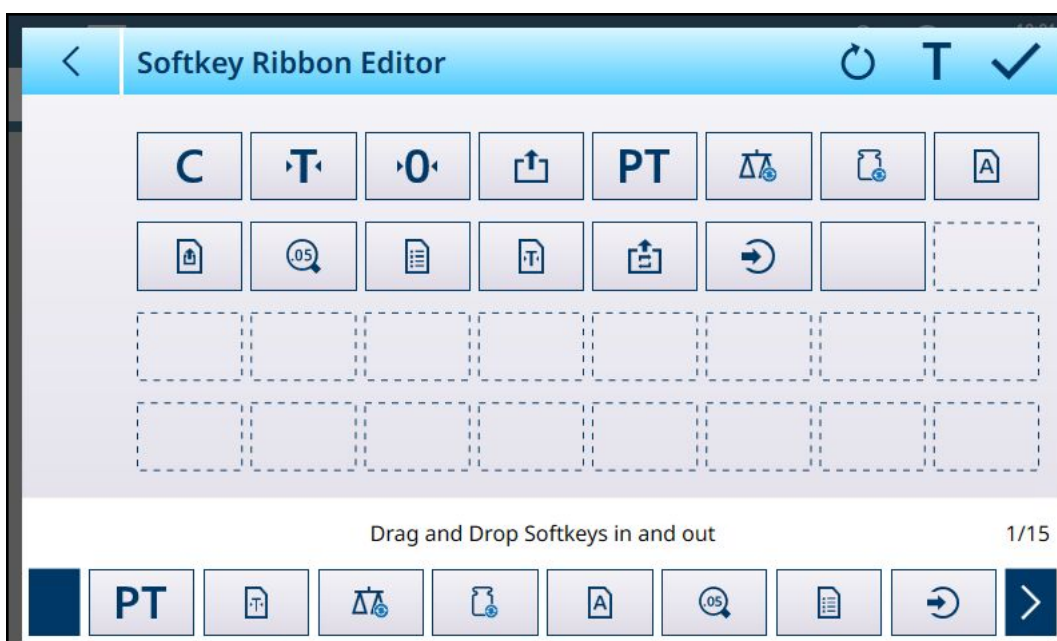 Softkey Ribbon Editor T
C T 0 PT A
.05 T
Drag and Drop Softkeys in and out 1/15
PT T A .05